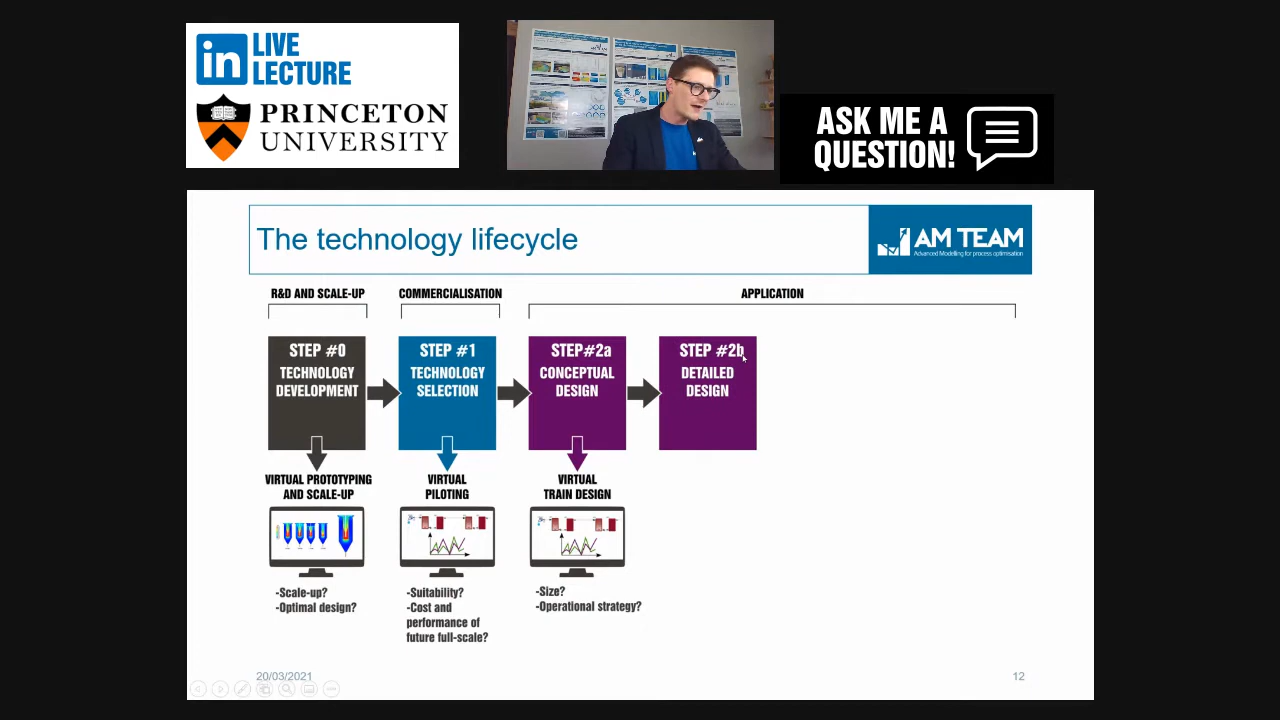 in LIVE
LECTURE
PRINCETON
UNIVERSITY
ASK ME A
QUESTION!
The technology lifecycle
AM TEAM
Advanced Modelling for process optimisation
R&D AND SCALE-UP
COMMERCIALISATION
APPLICATION
STEP #0
TECHNOLOGY
DEVELOPMENT
STEP #1
TECHNOLOGY
SELECTION
STEP#2a
CONCEPTUAL
DESIGN
STEP #2b
DETAILED
DESIGN
VIRTUAL PROTOTYPING
AND SCALE-UP
VIRTUAL
PILOTING
VIRTUAL
TRAIN DESIGN
-Scale-up?
-Optimal design?
-Suitability?
-Cost and
performance of
future full-scale?
-Size?
-Operational strategy?
20/03/2021
12